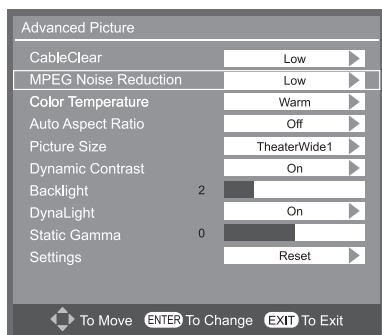 Advanced Picture
CableClear Low
MPEG Noise Reduction Low
Color Temperature Warm
Auto Aspect Ratio Off
Picture Size TheaterWide1
Dynamic Contrast On
Backlight 2
DynaLight On
Static Gamma 0
Settings Reset
To Move ENTER To Change EXIT To Exit